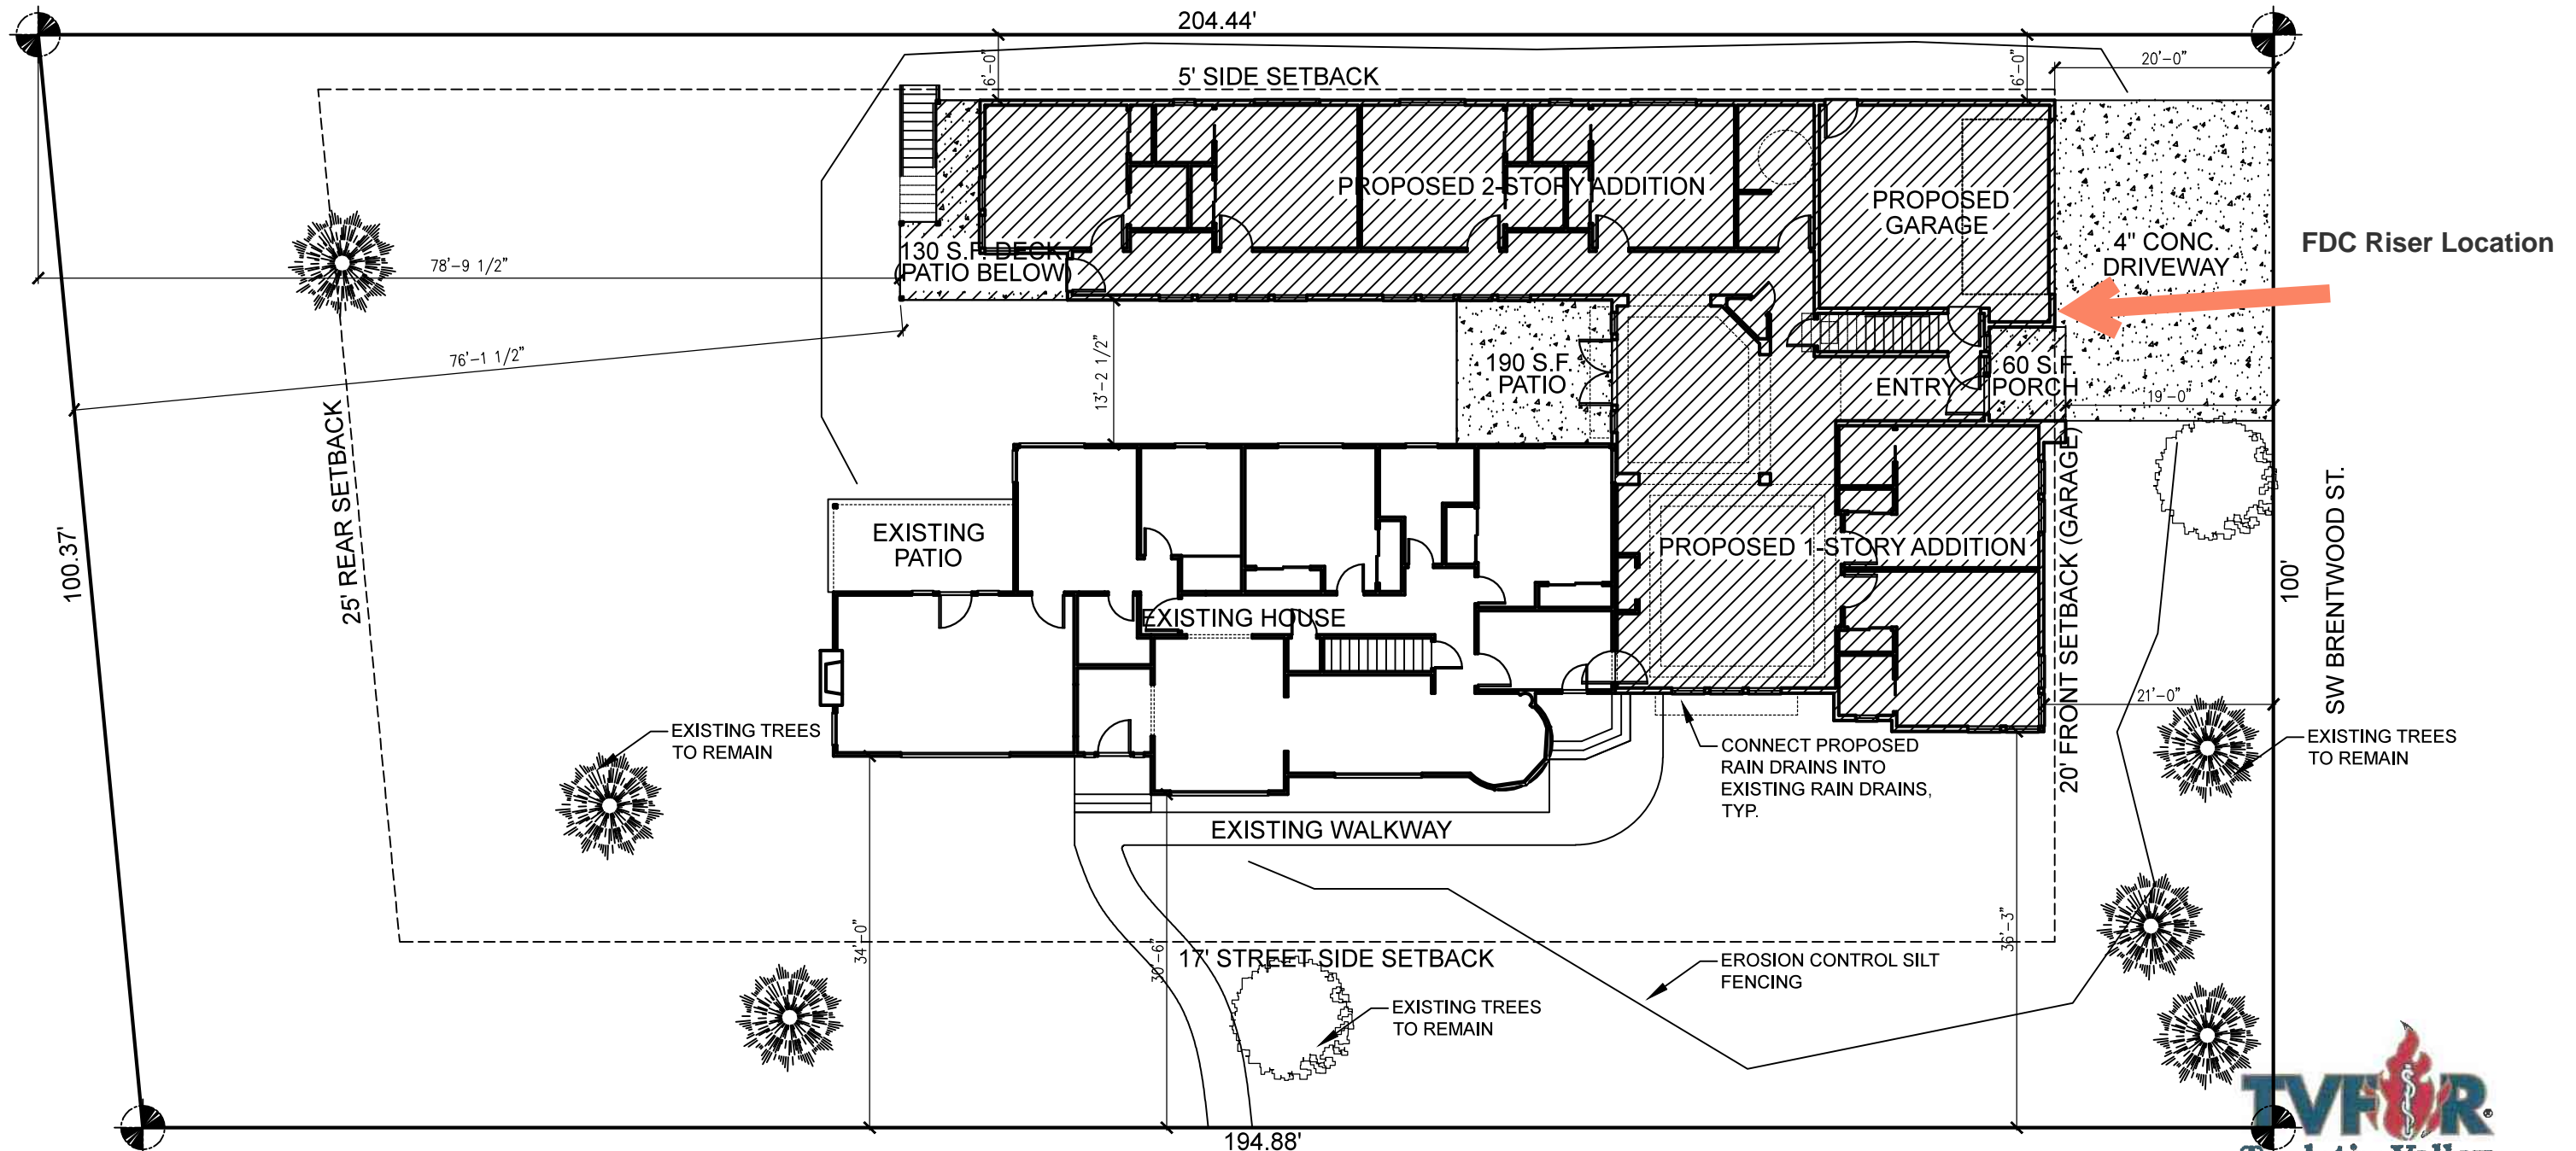 204.44'
5' SIDE SETBACK
6'-0"
6'-0"
20'-0"
PROPOSED 2-STORY ADDITION
PROPOSED
GARAGE
4" CONC.
DRIVEWAY
FDC Riser Location
130 S.F. DECK
(PATIO BELOW)
78'-9 1/2"
76'-1 1/2"
13'-2 1/2"
190 S.F.
PATIO
ENTRY
60 S.F.
PORCH
19'-0"
25' REAR SETBACK
100.37'
EXISTING
PATIO
EXISTING HOUSE
PROPOSED 1-STORY ADDITION
20' FRONT SETBACK (GARAGE)
100'
SW BRENTWOOD ST.
21'-0"
EXISTING TREES
TO REMAIN
CONNECT PROPOSED
RAIN DRAINS INTO
EXISTING RAIN DRAINS,
TYP.
EXISTING TREES
TO REMAIN
EXISTING WALKWAY
34'-0"
30'-6"
36'-3"
17' STREET SIDE SETBACK
EROSION CONTROL SILT
FENCING
EXISTING TREES
TO REMAIN
194.88'
TVF&R®
Tualatin Valley